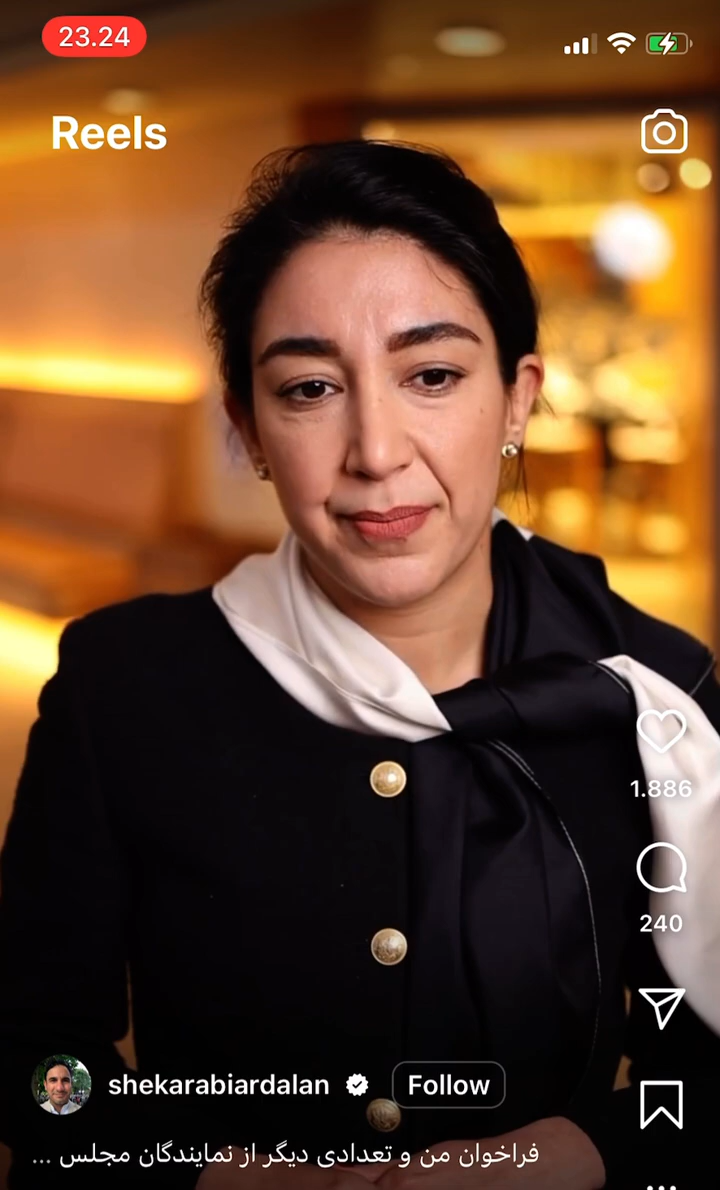 23.24
Reels
1.886
240
shekarabiardalan
Follow
فراخوان من و تعدادی دیگر از نمایندگان مجلس ...